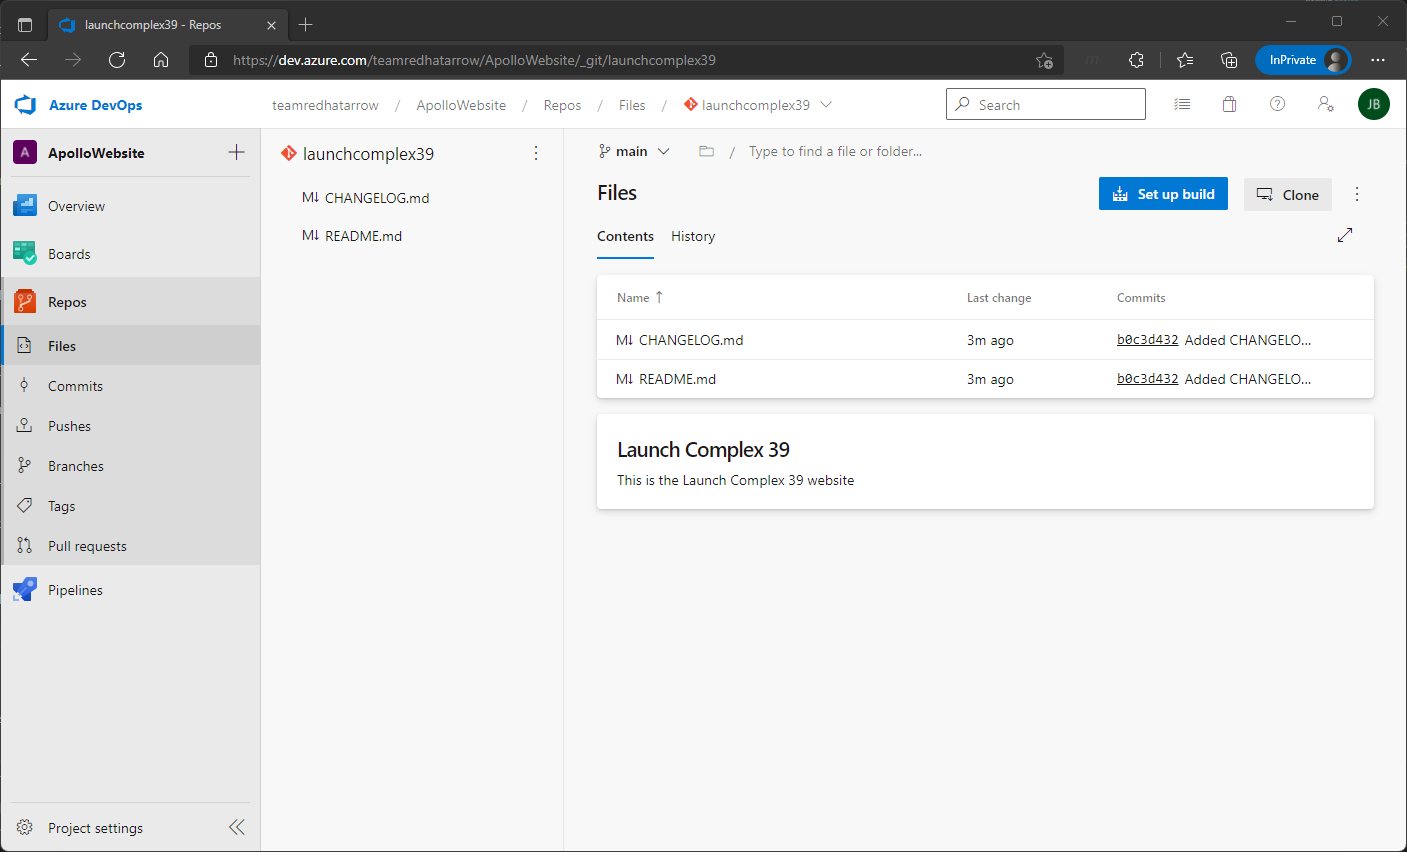 launchcomplex39 - Repos
https://dev.azure.com/teamredhatarrow/ApolloWebsite/_git/launchcomplex39
InPrivate
Azure DevOps
teamredhatarrow / ApolloWebsite / Repos / Files / launchcomplex39
Search
JB
A ApolloWebsite
Overview
Boards
Repos
Files
Commits
Pushes
Branches
Tags
Pull requests
Pipelines
Project settings
launchcomplex39
M↓ CHANGELOG.md
M↓ README.md
main / Type to find a file or folder...
Files
Set up build
Clone
Contents History
Name ↑ Last change Commits
M↓ CHANGELOG.md 3m ago b0c3d432 Added CHANGELO...
M↓ README.md 3m ago b0c3d432 Added CHANGELO...
Launch Complex 39
This is the Launch Complex 39 website